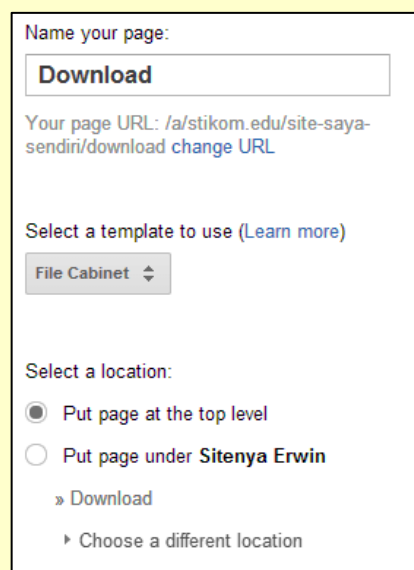 Name your page:
Download
Your page URL: /a/stikom.edu/site-saya-
sendiri/download change URL
Select a template to use (Learn more)
File Cabinet
Select a location:
Put page at the top level
Put page under Sitenya Erwin
» Download
Choose a different location